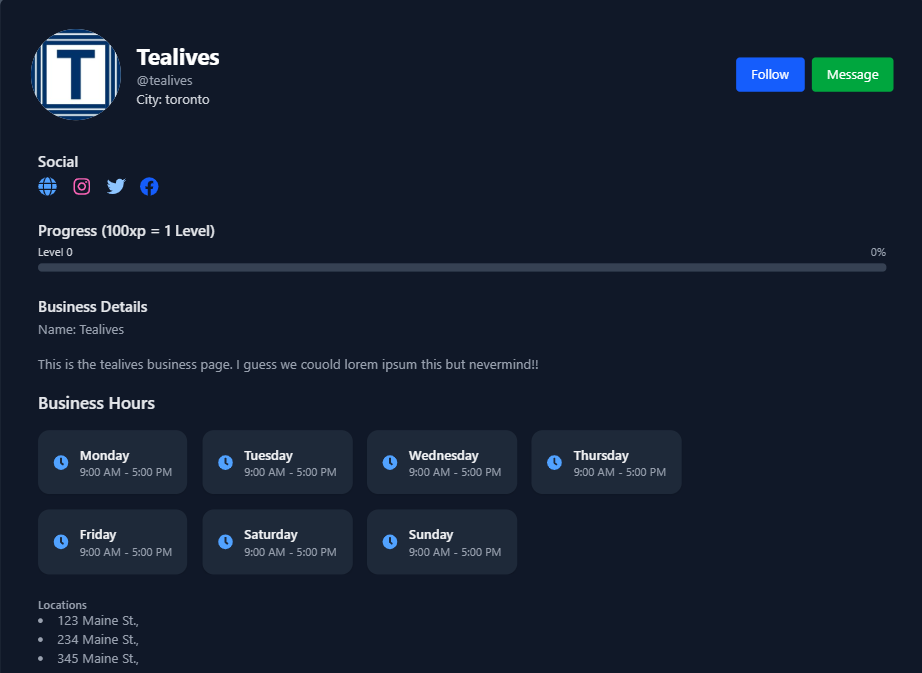 T
Tealives
@tealives
City: toronto
Follow
Message
Social
Progress (100xp = 1 Level)
Level 0
0%
Business Details
Name: Tealives
This is the tealives business page. I guess we couold lorem ipsum this but nevermind!!
Business Hours
Monday
9:00 AM - 5:00 PM
Tuesday
9:00 AM - 5:00 PM
Wednesday
9:00 AM - 5:00 PM
Thursday
9:00 AM - 5:00 PM
Friday
9:00 AM - 5:00 PM
Saturday
9:00 AM - 5:00 PM
Sunday
9:00 AM - 5:00 PM
Locations
• 123 Maine St.,
• 234 Maine St.,
• 345 Maine St.,